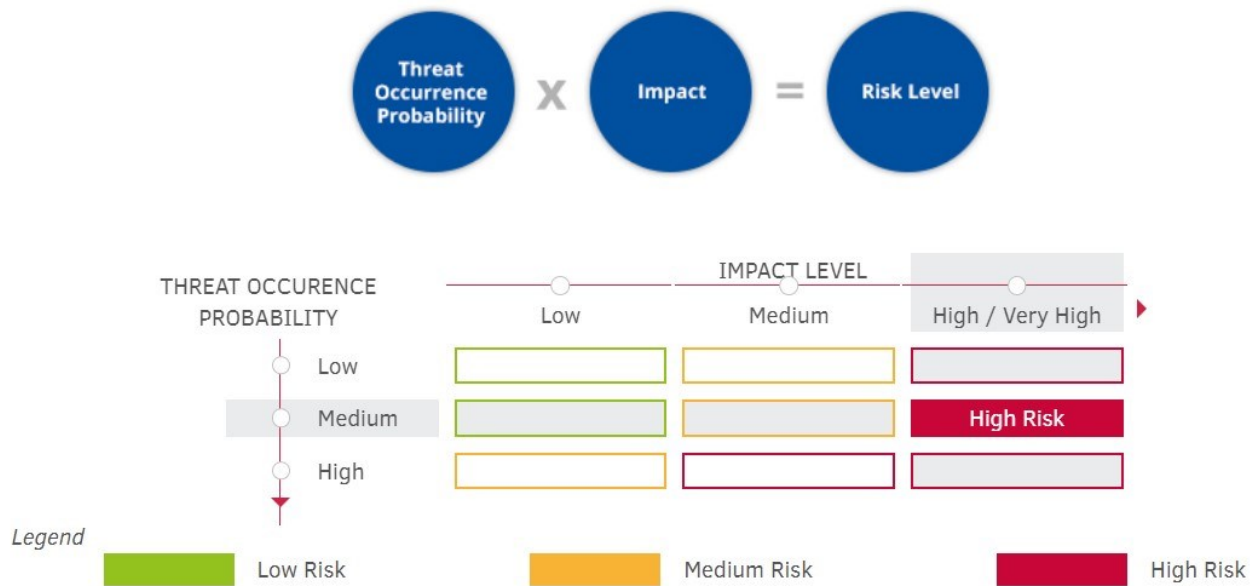 Threat
Occurrence
Probability
X
Impact
=
Risk Level
THREAT OCCURENCE
PROBABILITY
IMPACT LEVEL
Low
Medium
High / Very High
Low
Medium
High Risk
High
Legend
Low Risk
Medium Risk
High Risk